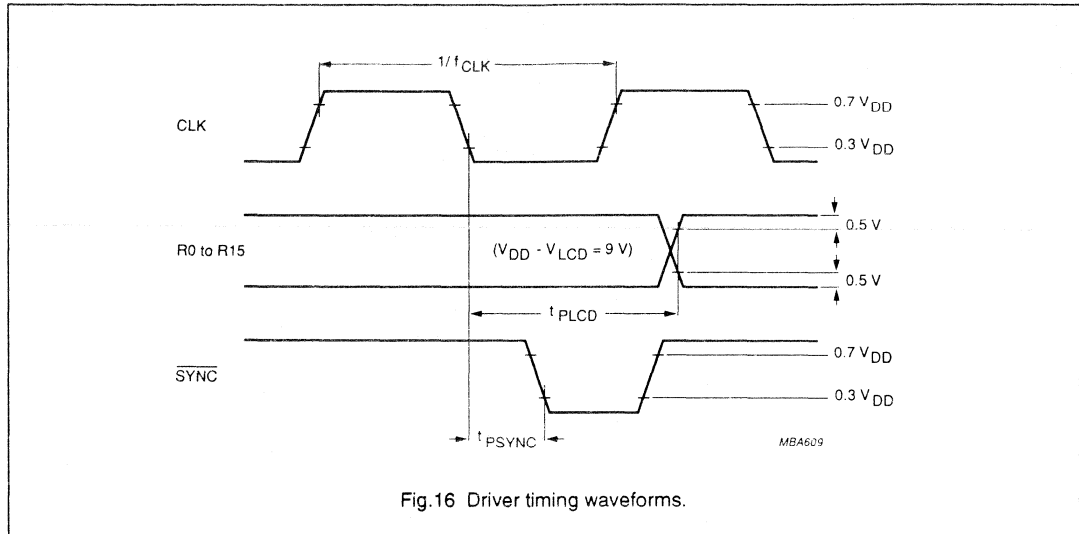 1/ f CLK
CLK
0.7 V DD
0.3 V DD
R0 to R15
(V DD - V LCD = 9 V)
0.5 V
0.5 V
t PLCD
SYNC
0.7 V DD
0.3 V DD
t PSYNC
MBA609
Fig.16 Driver timing waveforms.